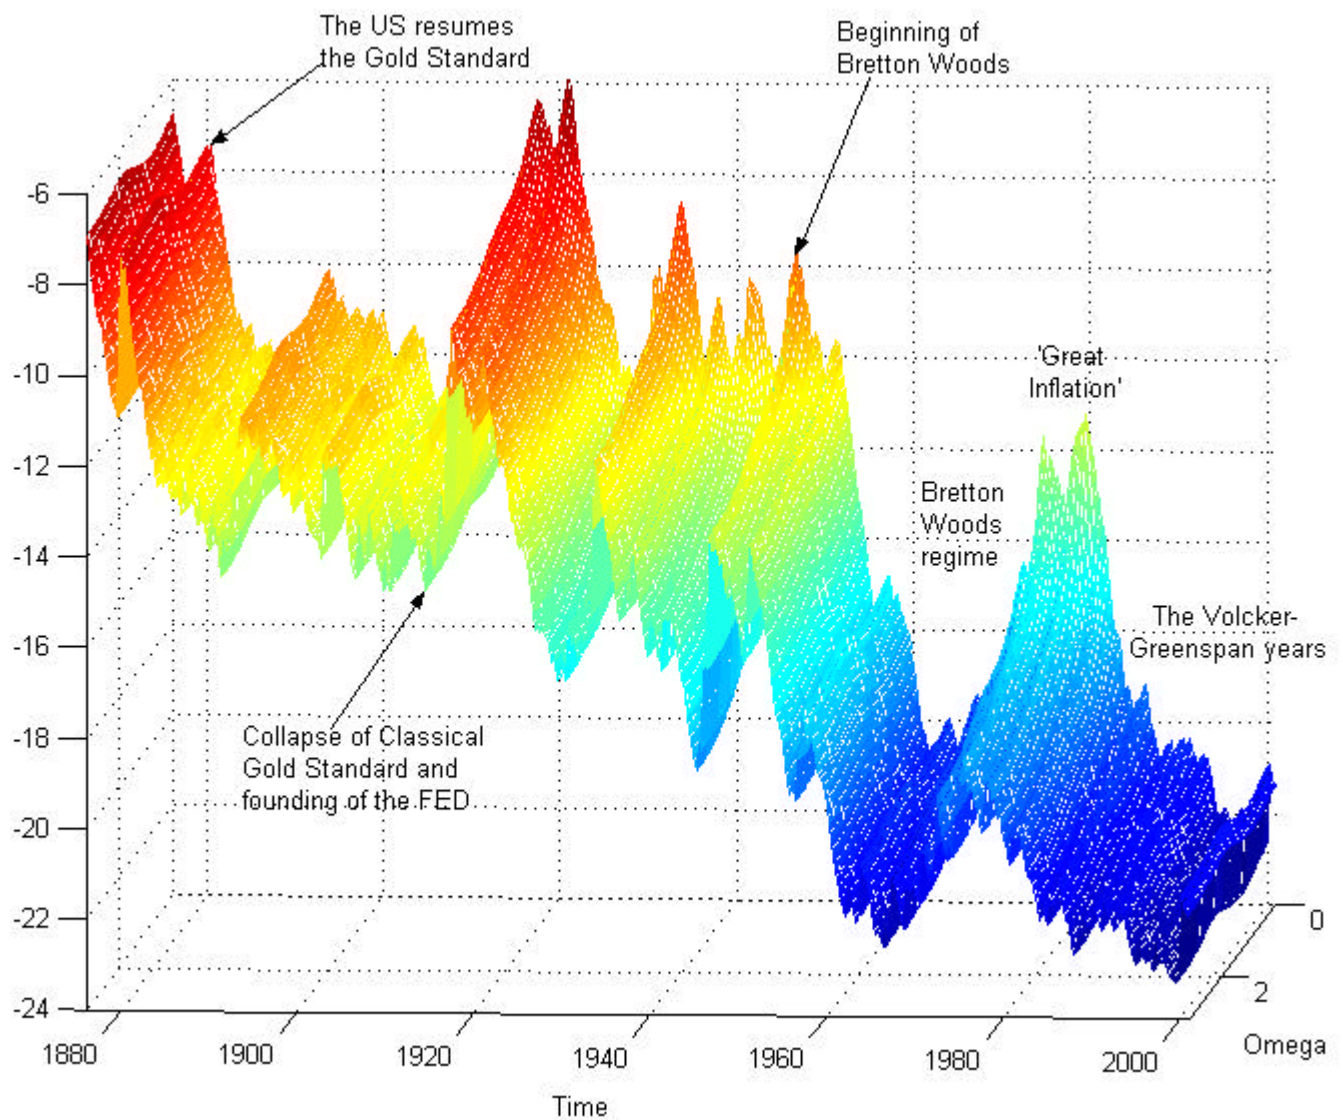 The US resumes
the Gold Standard
Beginning of
Bretton Woods
-6
-8
-10
-12
-14
-16
-18
-20
-22
-24
'Great
Inflation'
Bretton
Woods
regime
The Volcker-
Greenspan years
Collapse of Classical
Gold Standard and
founding of the FED
0
2
Omega
1880
1900
1920
1940
1960
1980
2000
Time